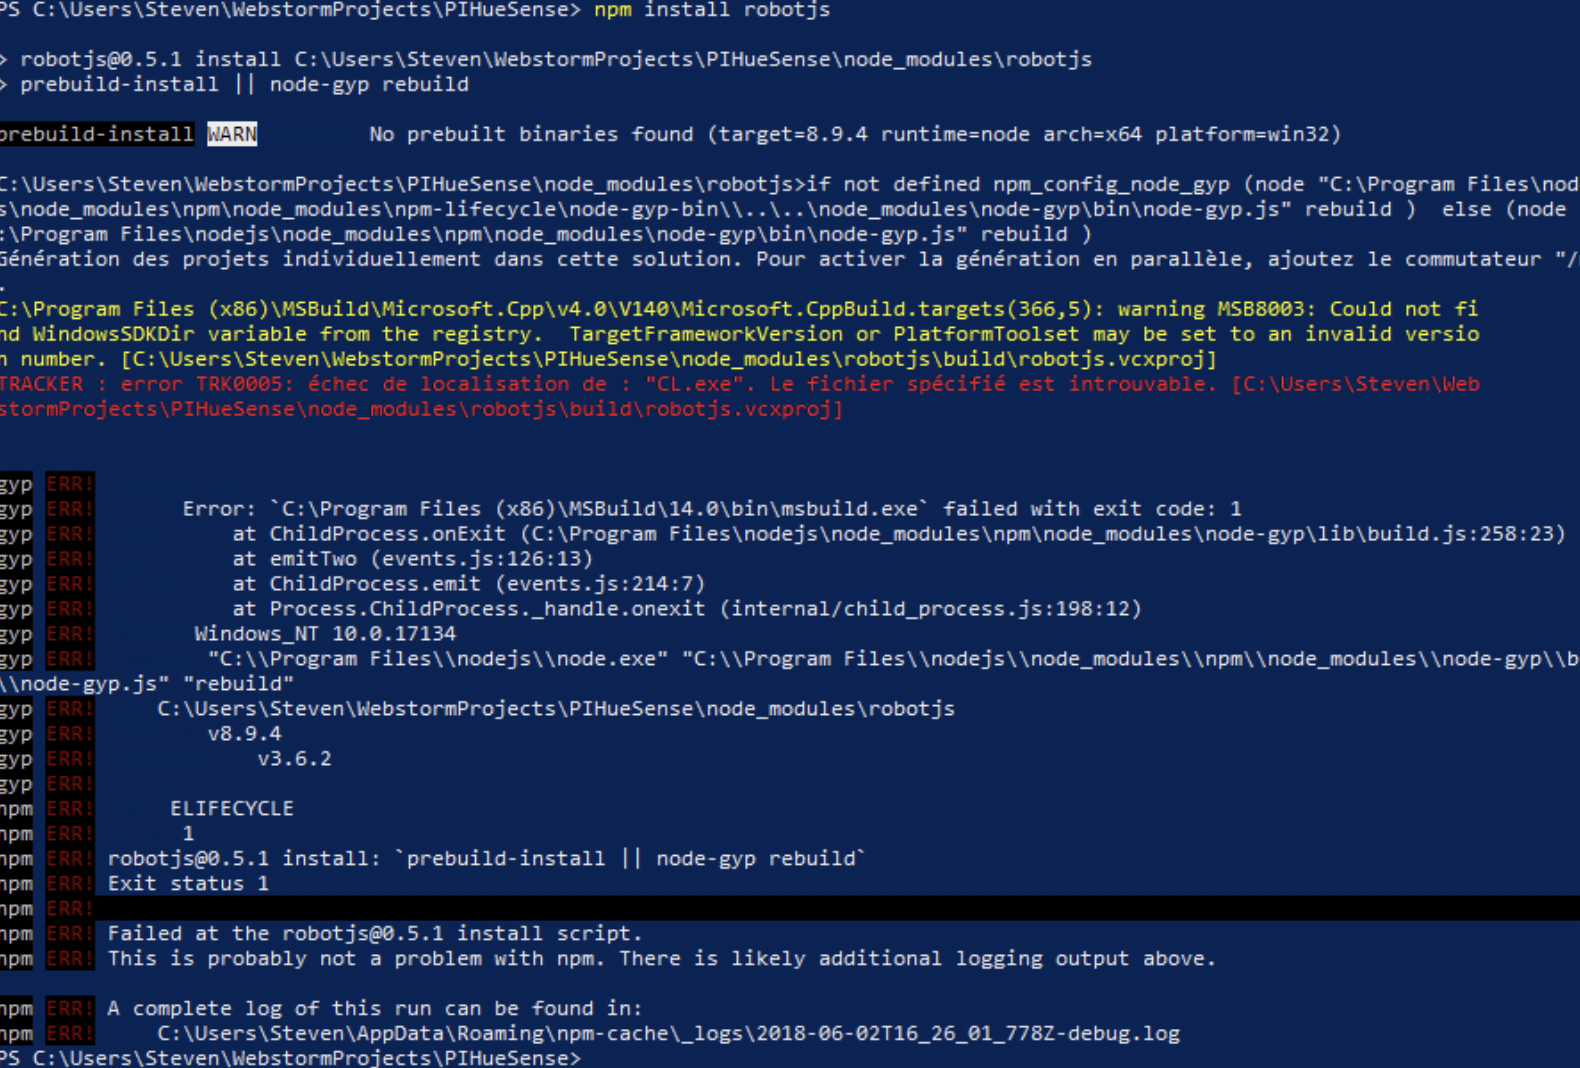 PS C:\Users\Steven\WebstormProjects\PIHueSense> npm install robotjs
> robotjs@0.5.1 install C:\Users\Steven\WebstormProjects\PIHueSense\node_modules\robotjs
> prebuild-install || node-gyp rebuild
prebuild-install WARN No prebuilt binaries found (target=8.9.4 runtime=node arch=x64 platform=win32)
C:\Users\Steven\WebstormProjects\PIHueSense\node_modules\robotjs>if not defined npm_config_node_gyp (node "C:\Program Files\nod
s\node_modules\npm\node_modules\npm-lifecycle\node-gyp-bin\\..\..\node_modules\node-gyp\bin\node-gyp.js" rebuild )  else (node
:\Program Files\nodejs\node_modules\npm\node_modules\node-gyp\bin\node-gyp.js" rebuild )
Génération des projets individuellement dans cette solution. Pour activer la génération en parallèle, ajoutez le commutateur "/
.
C:\Program Files (x86)\MSBuild\Microsoft.Cpp\v4.0\V140\Microsoft.CppBuild.targets(366,5): warning MSB8003: Could not fi
nd WindowsSDKDir variable from the registry.  TargetFrameworkVersion or PlatformToolset may be set to an invalid versio
n number. [C:\Users\Steven\WebstormProjects\PIHueSense\node_modules\robotjs\build\robotjs.vcxproj]
TRACKER : error TRK0005: échec de localisation de : "CL.exe". Le fichier spécifié est introuvable. [C:\Users\Steven\Web
stormProjects\PIHueSense\node_modules\robotjs\build\robotjs.vcxproj]
gyp ERR!
gyp ERR! Error: `C:\Program Files (x86)\MSBuild\14.0\bin\msbuild.exe` failed with exit code: 1
gyp ERR! at ChildProcess.onExit (C:\Program Files\nodejs\node_modules\npm\node_modules\node-gyp\lib\build.js:258:23)
gyp ERR! at emitTwo (events.js:126:13)
gyp ERR! at ChildProcess.emit (events.js:214:7)
gyp ERR! at Process.ChildProcess._handle.onexit (internal/child_process.js:198:12)
gyp ERR! Windows_NT 10.0.17134
gyp ERR! "C:\\Program Files\\nodejs\\node.exe" "C:\\Program Files\\nodejs\\node_modules\\npm\\node_modules\\node-gyp\\b
\\node-gyp.js" "rebuild"
gyp ERR! C:\Users\Steven\WebstormProjects\PIHueSense\node_modules\robotjs
gyp ERR! v8.9.4
gyp ERR! v3.6.2
gyp ERR!
npm ERR! ELIFECYCLE
npm ERR! 1
npm ERR! robotjs@0.5.1 install: `prebuild-install || node-gyp rebuild`
npm ERR! Exit status 1
npm ERR!
npm ERR! Failed at the robotjs@0.5.1 install script.
npm ERR! This is probably not a problem with npm. There is likely additional logging output above.
npm ERR! A complete log of this run can be found in:
npm ERR! C:\Users\Steven\AppData\Roaming\npm-cache\_logs\2018-06-02T16_26_01_778Z-debug.log
PS C:\Users\Steven\WebstormProjects\PIHueSense>